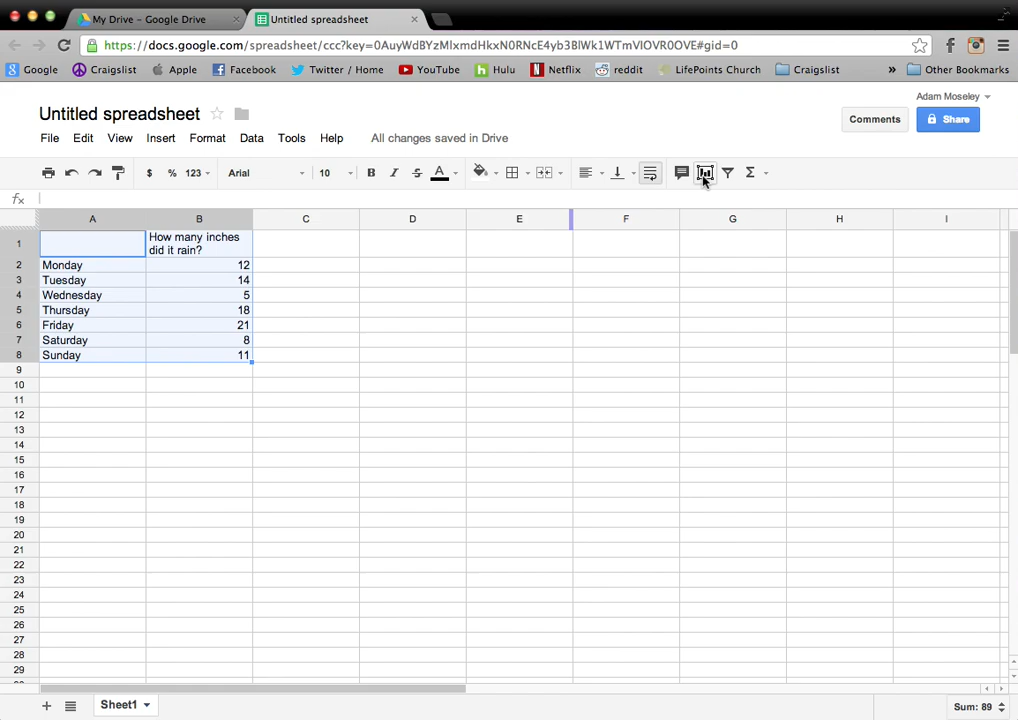 My Drive – Google Drive
Untitled spreadsheet
https://docs.google.com/spreadsheet/ccc?key=0AuyWdBYzMlxmdHkxN0RNcE4yb3BlWk1WTmVlOVR0OVE#gid=0
Google Craigslist Apple Facebook Twitter / Home YouTube Hulu Netflix reddit LifePoints Church Craigslist » Other Bookmarks
Adam Moseley
Untitled spreadsheet
Comments Share
File Edit View Insert Format Data Tools Help All changes saved in Drive
$ % 123 Arial 10 B I S A Σ
fx
A B C D E F G H I
1 How many inches
did it rain?
2 Monday 12
3 Tuesday 14
4 Wednesday 5
5 Thursday 18
6 Friday 21
7 Saturday 8
8 Sunday 11
9
10
11
12
13
14
15
16
17
18
19
20
21
22
23
24
25
26
27
28
29
+ Sheet1 Sum: 89